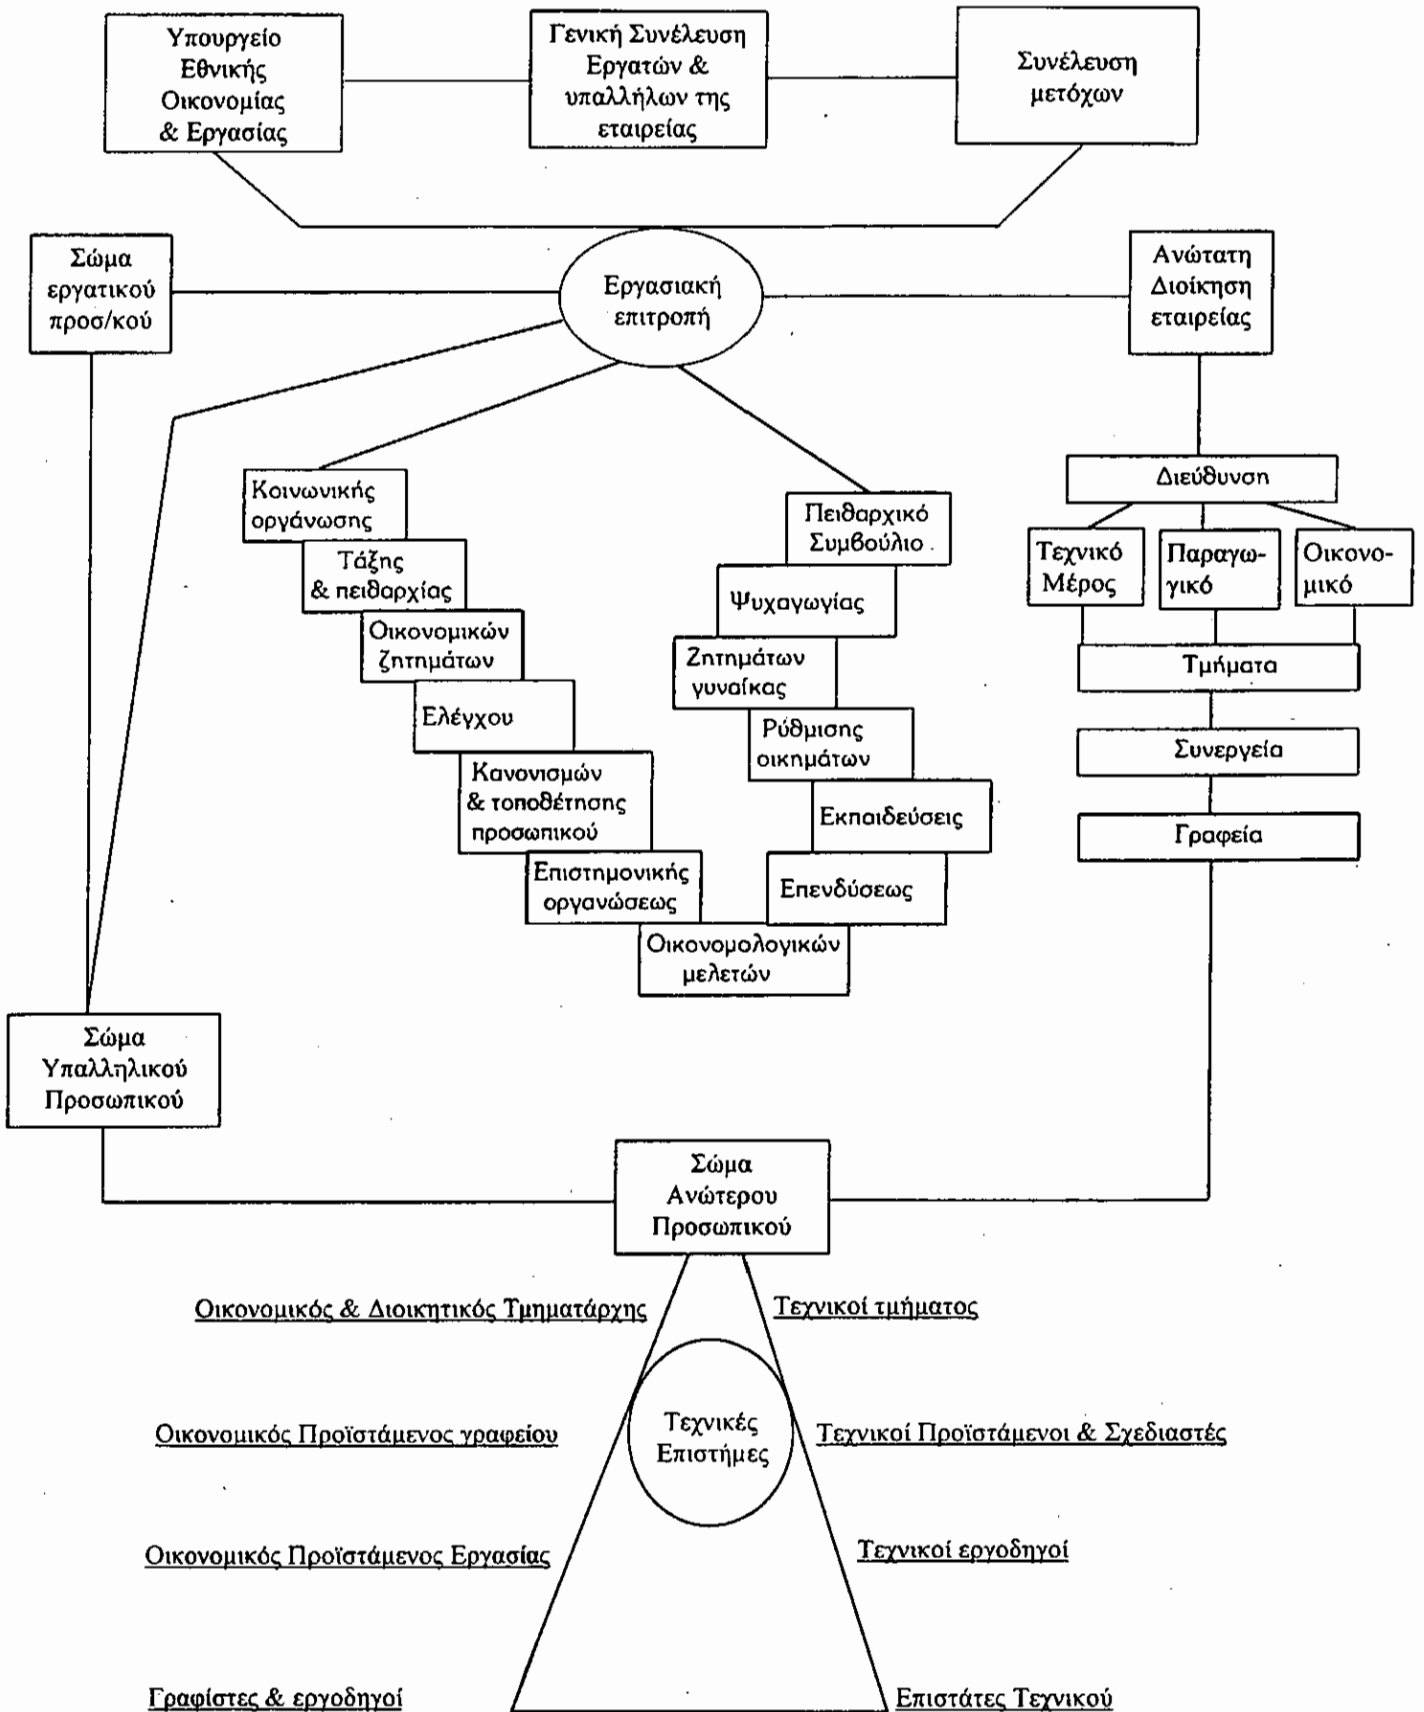 Υπουργείο
Εθνικής
Οικονομίας
& Εργασίας
Γενική Συνέλευση
Εργατών &
υπαλλήλων της
εταιρείας
Συνέλευση
μετόχων
Σώμα
εργατικού
προσ/κού
Εργασιακή
επιτροπή
Ανώτατη
Διοίκηση
εταιρείας
Κοινωνικής
οργάνωσης
Τάξης
& πειθαρχίας
Οικονομικών
ζητημάτων
Ελέγχου
Κανονισμών
& τοποθέτησης
προσωπικού
Επιστημονικής
οργανώσεως
Οικονομολογικών
μελετών
Πειθαρχικό
Συμβούλιο
Ψυχαγωγίας
Ζητημάτων
γυναίκας
Ρύθμισης
οικημάτων
Εκπαιδεύσεις
Επενδύσεως
Διεύθυνση
Τεχνικό
Μέρος
Παραγω-
γικό
Οικονο-
μικό
Τμήματα
Συνεργεία
Γραφεία
Σώμα
Υπαλληλικού
Προσωπικού
Σώμα
Ανώτερου
Προσωπικού
Οικονομικός & Διοικητικός Τμηματάρχης
Τεχνικοί τμήματος
Τεχνικές
Επιστήμες
Οικονομικός Προϊστάμενος γραφείου
Τεχνικοί Προϊστάμενοι & Σχεδιαστές
Οικονομικός Προϊστάμενος Εργασίας
Τεχνικοί εργοδηγοί
Γραφίστες & εργοδηγοί
Επιστάτες Τεχνικού